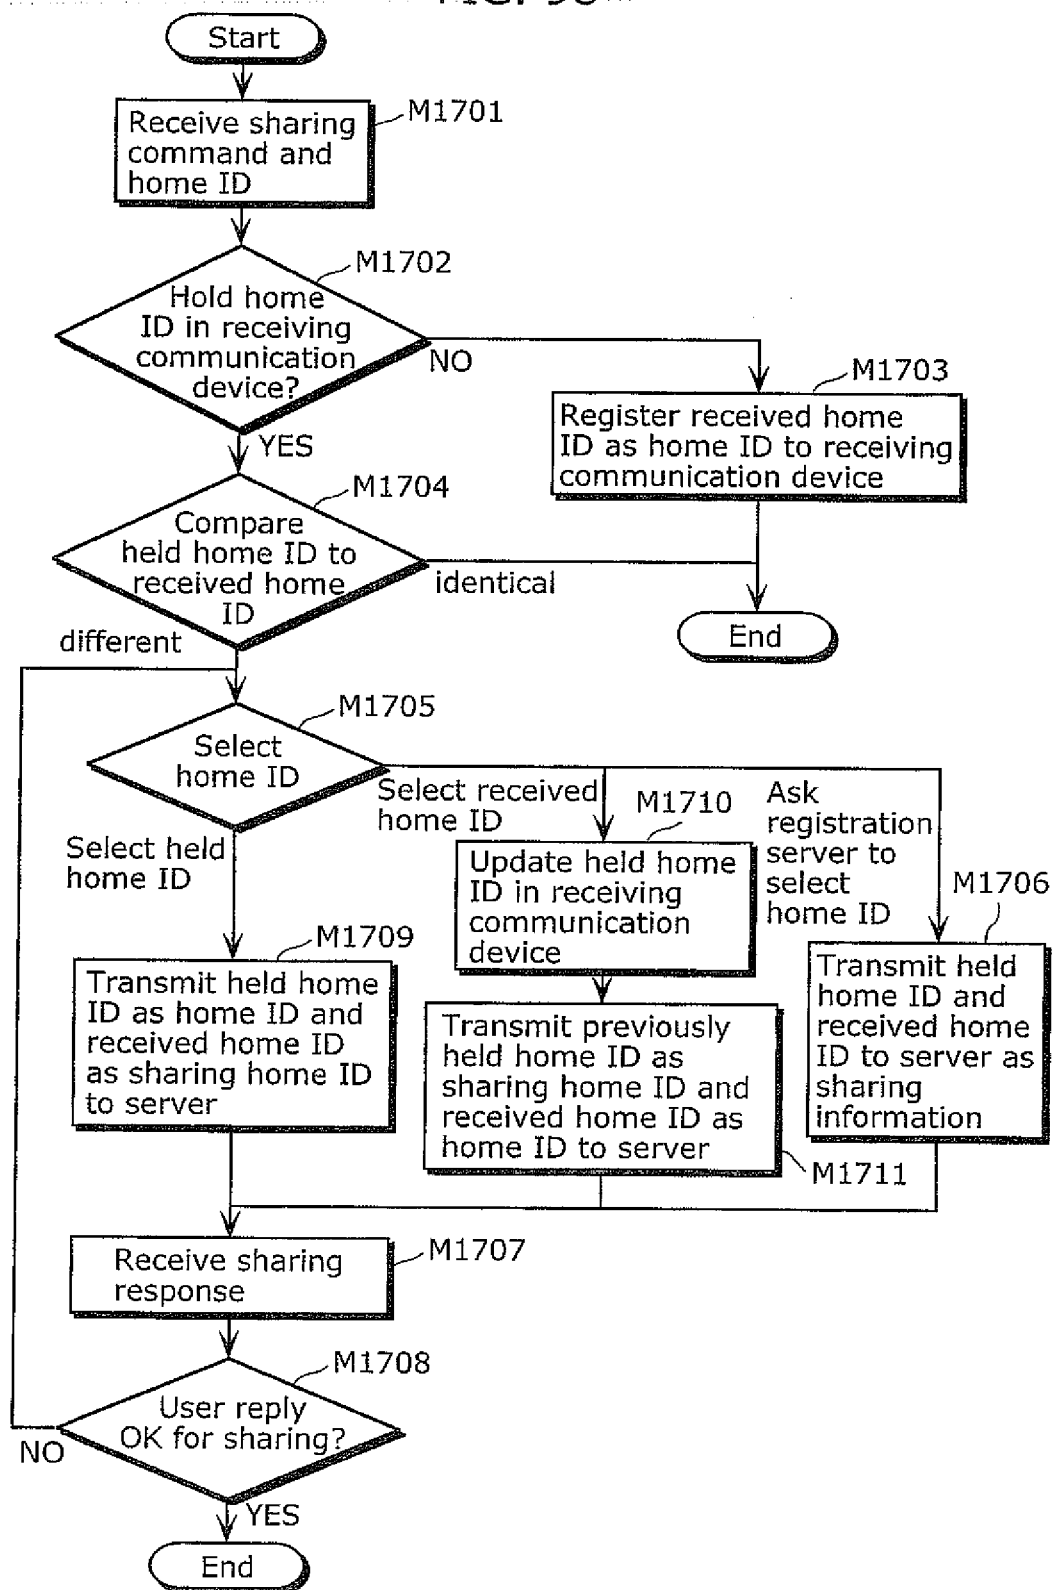 Start
M1701
Receive sharing
command and
home ID
M1702
Hold home
ID in receiving
communication
device?
NO
YES
M1703
Register received home
ID as home ID to receiving
communication device
M1704
Compare
held home ID to
received home
ID
identical
different
End
M1705
Select
home ID
Select held
home ID
Select received
home ID
Ask
registration
server to
select
home ID
M1710
Update held home
ID in receiving
communication
device
M1706
Transmit held
home ID and
received home
ID to server as
sharing
information
M1709
Transmit held home
ID as home ID and
received home ID
as sharing home ID
to server
Transmit previously
held home ID as
sharing home ID and
received home ID as
home ID to server
M1711
M1707
Receive sharing
response
M1708
User reply
OK for sharing?
NO
YES
End